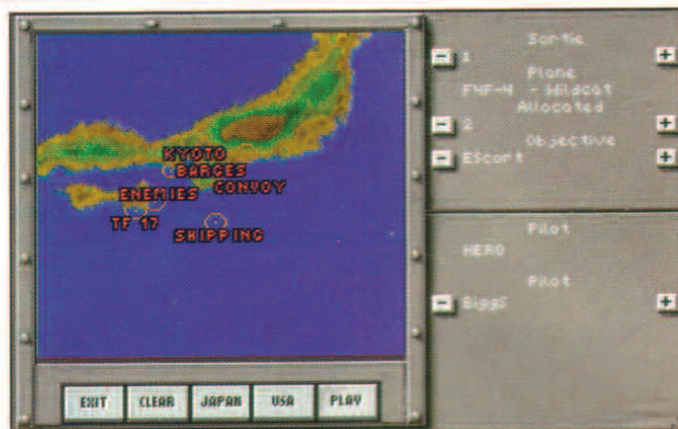 KYOTO
BARGES
CONVOY
ENEMIES
TF-17
SHIPPING
EXIT CLEAR JAPAN USA PLAY
Sortie
- 1 +
Plane
F4F-4 - Wildcat
Allocated
- 2 +
Objective
- Escort +
Pilot
HERO
Pilot
- Biggs +